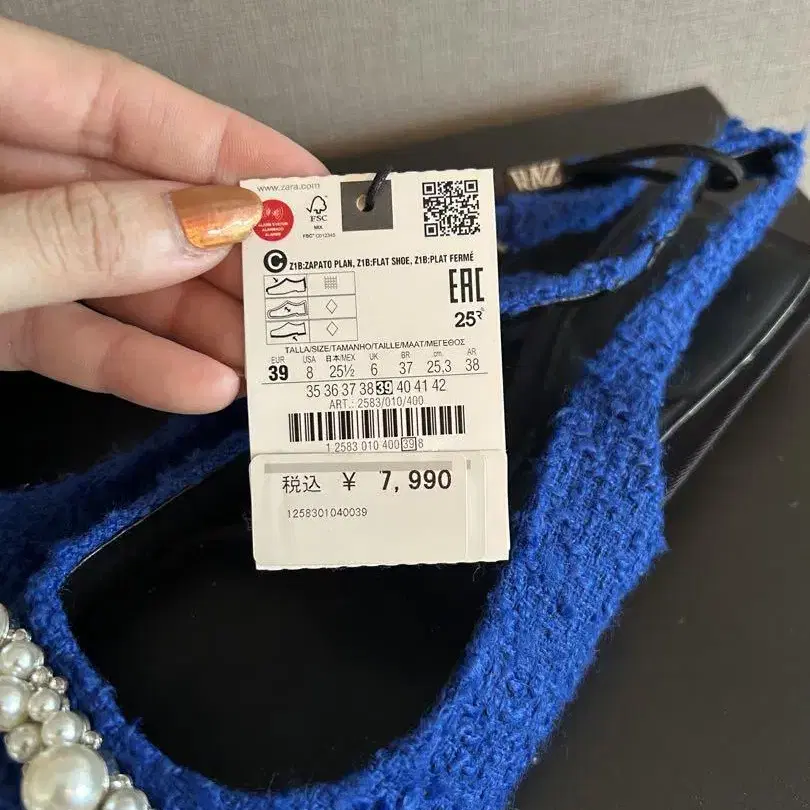 www.zara.com
ALARMADO
FSC
MIX
C Z1B:ZAPATO PLAN, Z1B:FLAT SHOE, Z1B:PLAT FERMÉ
EAC
25
TALLA/SIZE/TAMANHO/TAILLE/MAAT/ΜΕΓΕΘΟΣ
EUR USA 日本/MEX UK BR cm. AR
39 8 25½ 6 37 25,3 38
35 36 37 38 39 40 41 42
ART.: 2583/010/400
1 2583 010 400 39 8
税込 ¥ 7,990
1258301040039